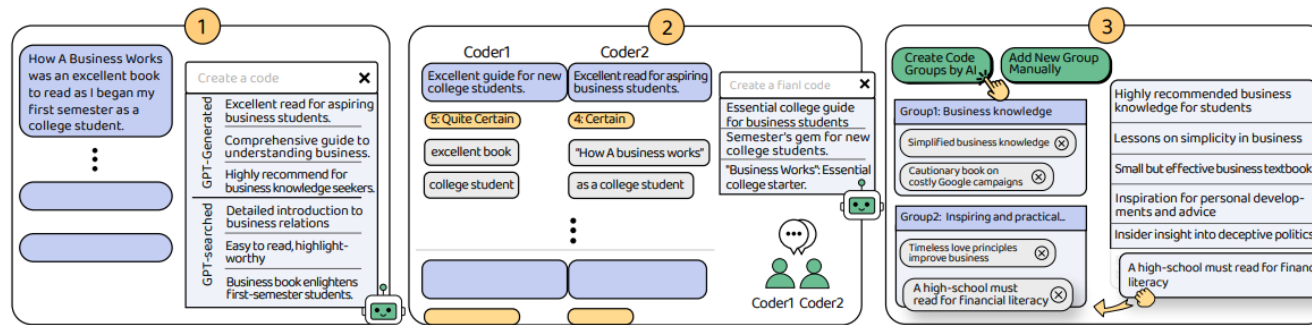 1
How A Business Works
was an excellent book
to read as I began my
first semester as a
college student.
Create a code
GPT-Generated
Excellent read for aspiring
business students.
Comprehensive guide to
understanding business.
Highly recommend for
business knowledge seekers.
GPT-searched
Detailed introduction to
business relations
Easy to read, highlight-
worthy
Business book enlightens
first-semester students.
2
Coder1
Coder2
Excellent guide for new
college students.
Excellent read for aspiring
business students.
5: Quite Certain
4: Certain
excellent book
"How A business works"
college student
as a college student
Create a fianl code
Essential college guide
for business students
Semester's gem for new
college students.
"Business Works": Essential
college starter.
Coder1 Coder2
3
Create Code
Groups by AI
Add New Group
Manually
Group1: Business knowledge
Simplified business knowledge
Cautionary book on
costly Google campaigns
Group2: Inspiring and practical...
Timeless love principles
improve business
A high-school must
read for financial literacy
Highly recommended business
knowledge for students
Lessons on simplicity in business
Small but effective business textbook
Inspiration for personal develop-
ments and advice
Insider insight into deceptive politics
A high-school must read for financ
literacy